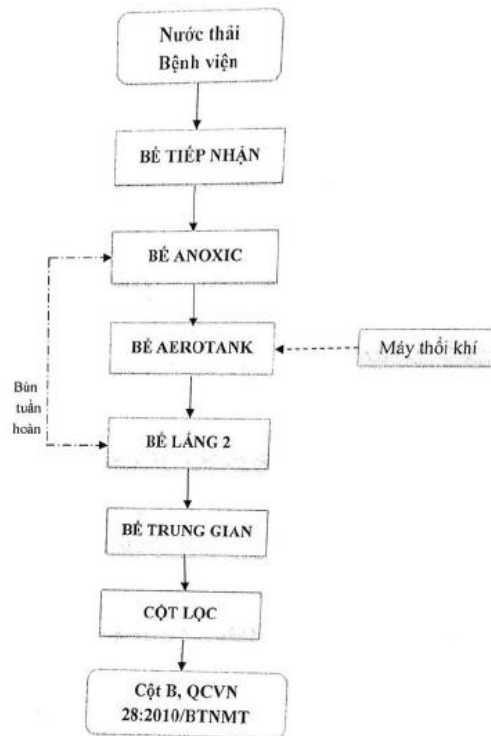 Nước thải
Bệnh viện
BỂ TIẾP NHẬN
BỂ ANOXIC
BỂ AEROTANK
Máy thổi khí
Bùn
tuần
hoàn
BỂ LẮNG 2
BỂ TRUNG GIAN
CỘT LỌC
Cột B, QCVN
28:2010/BTNMT